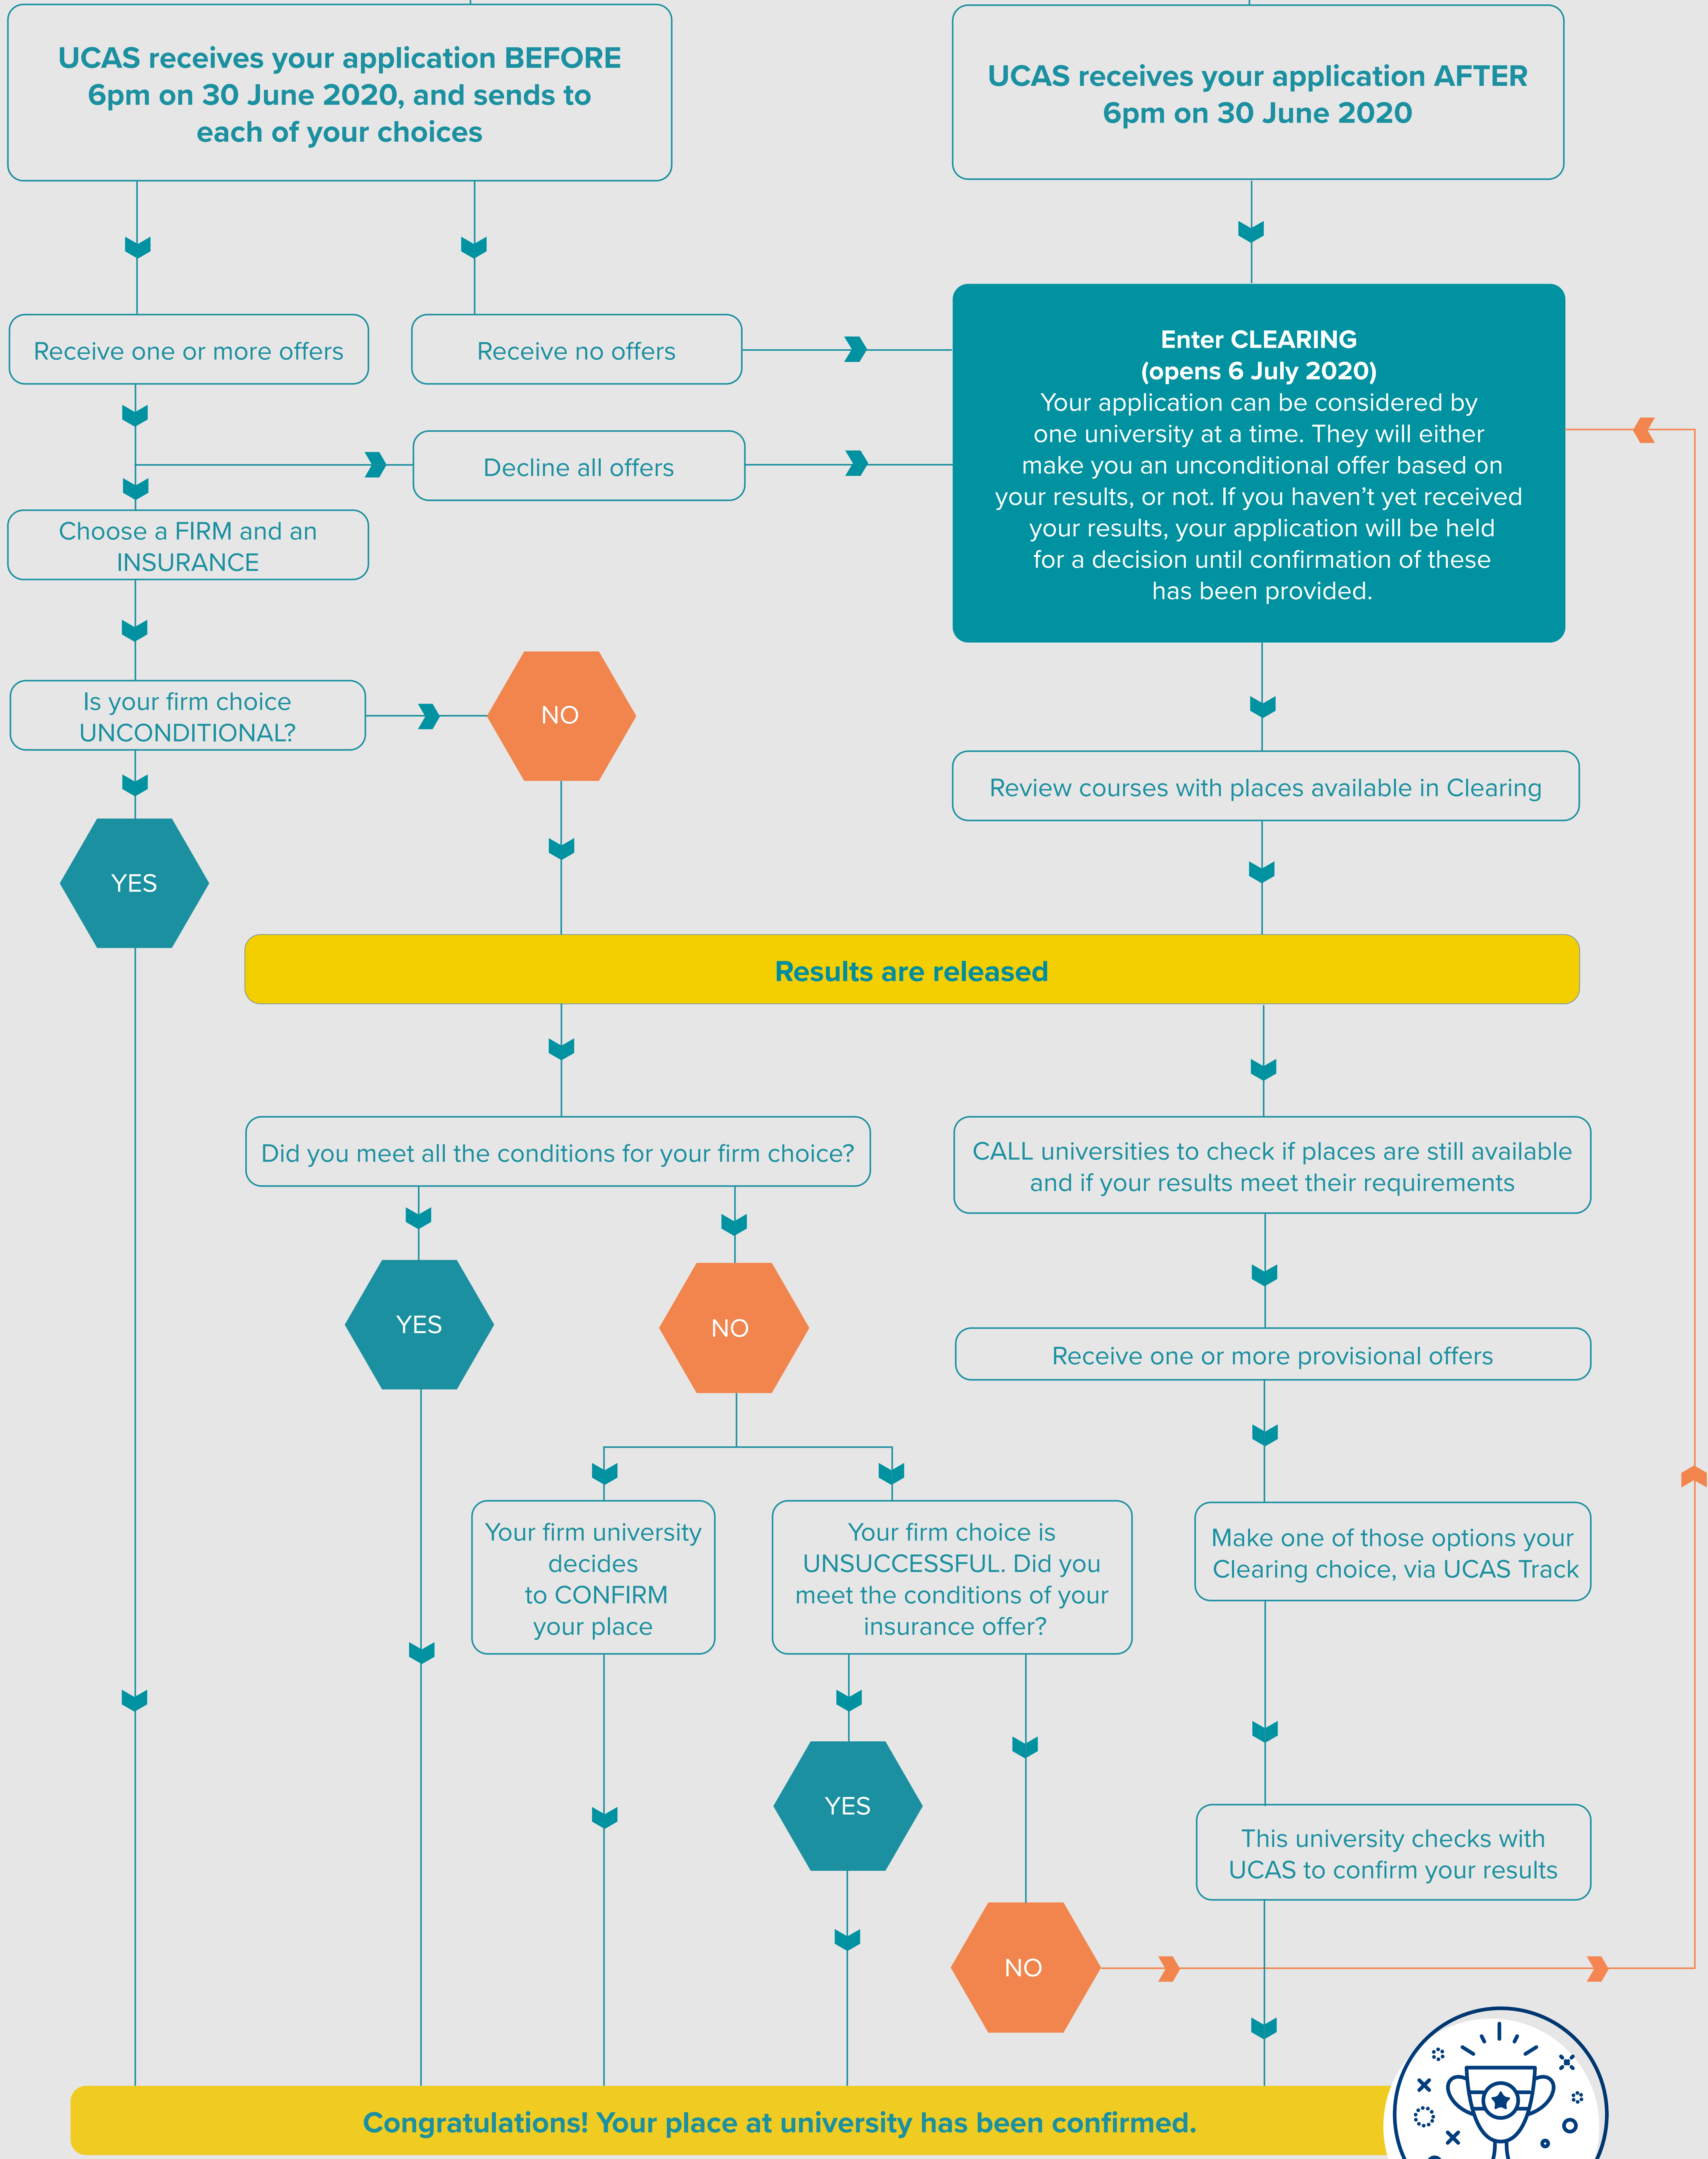 UCAS receives your application BEFORE
6pm on 30 June 2020, and sends to
each of your choices
UCAS receives your application AFTER
6pm on 30 June 2020
Receive one or more offers
Receive no offers
Enter CLEARING
(opens 6 July 2020)
Your application can be considered by
one university at a time. They will either
make you an unconditional offer based on
your results, or not. If you haven’t yet received
your results, your application will be held
for a decision until confirmation of these
has been provided.
Decline all offers
Choose a FIRM and an
INSURANCE
Is your firm choice
UNCONDITIONAL?
NO
Review courses with places available in Clearing
YES
Results are released
Did you meet all the conditions for your firm choice?
CALL universities to check if places are still available
and if your results meet their requirements
YES
NO
Receive one or more provisional offers
Your firm university
decides
to CONFIRM
your place
Your firm choice is
UNSUCCESSFUL. Did you
meet the conditions of your
insurance offer?
Make one of those options your
Clearing choice, via UCAS Track
YES
This university checks with
UCAS to confirm your results
NO
Congratulations! Your place at university has been confirmed.